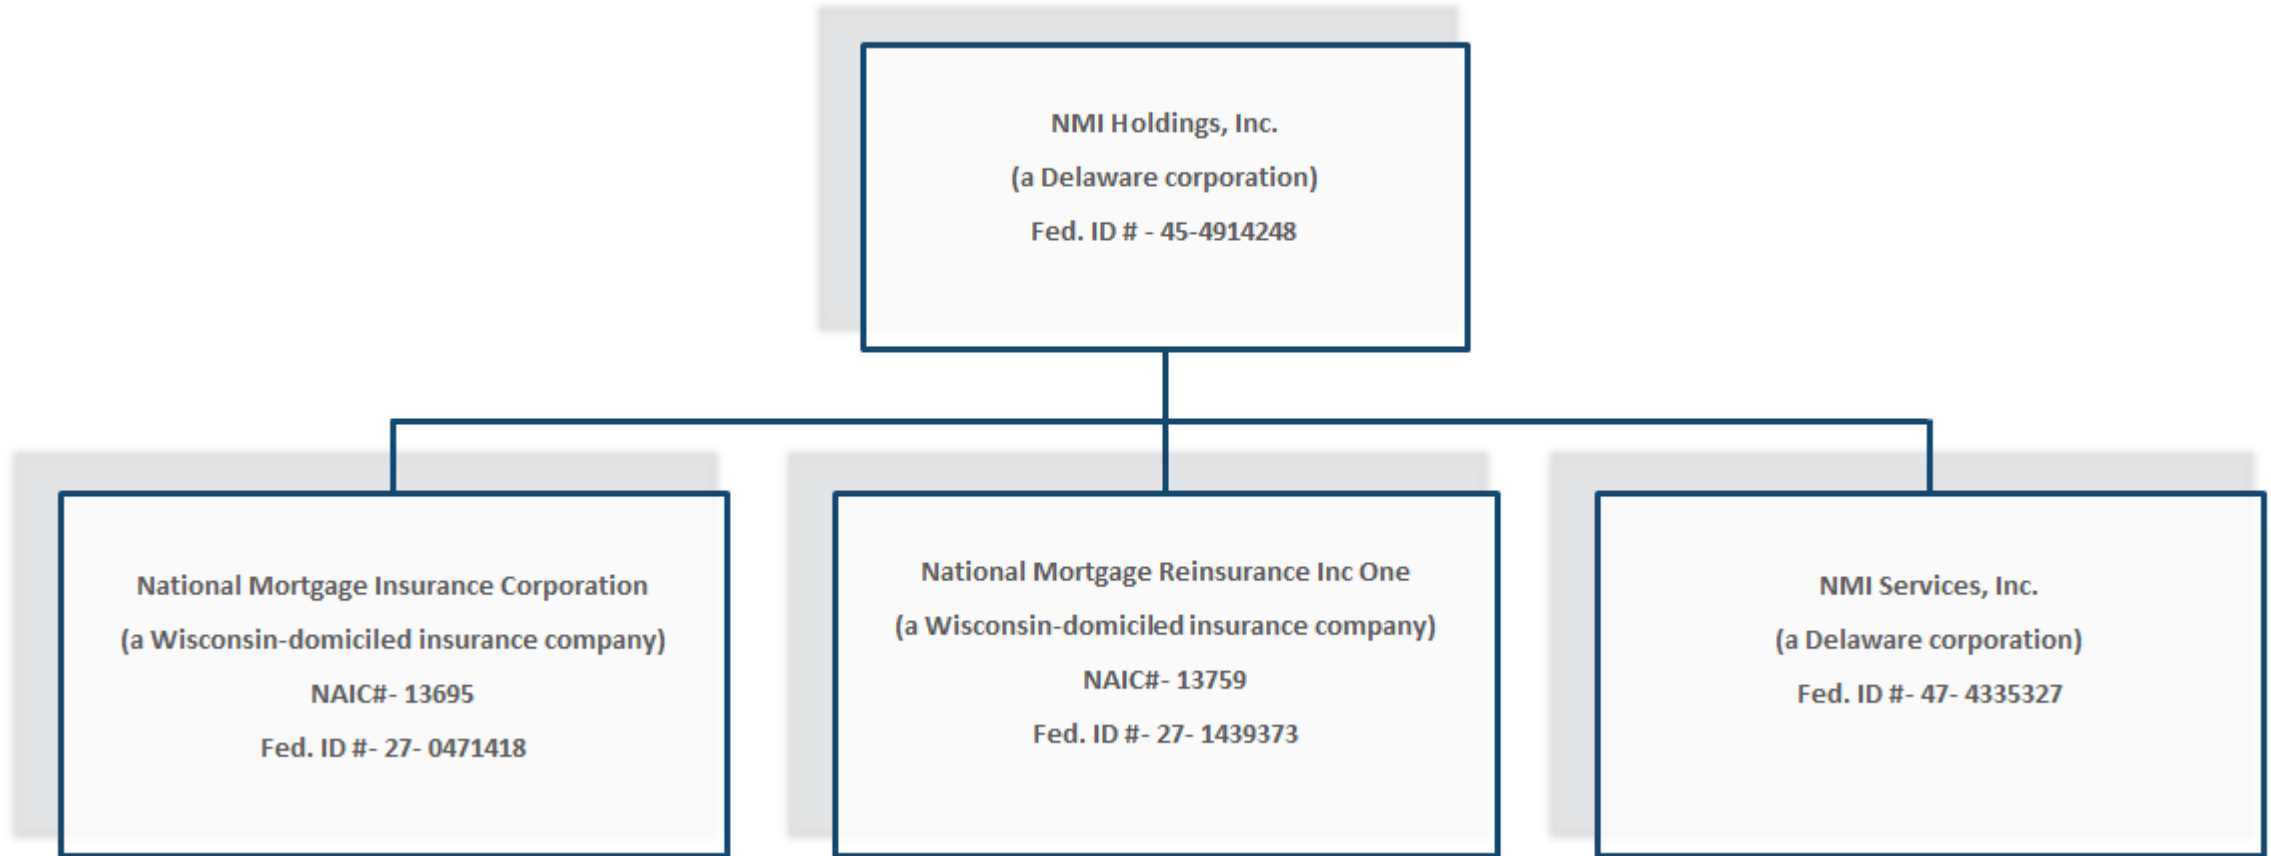 NMI Holdings, Inc.
(a Delaware corporation)
Fed. ID # - 45-4914248
National Mortgage Insurance Corporation
(a Wisconsin-domiciled insurance company)
NAIC#- 13695
Fed. ID #- 27- 0471418
National Mortgage Reinsurance Inc One
(a Wisconsin-domiciled insurance company)
NAIC#- 13759
Fed. ID #- 27- 1439373
NMI Services, Inc.
(a Delaware corporation)
Fed. ID #- 47- 4335327